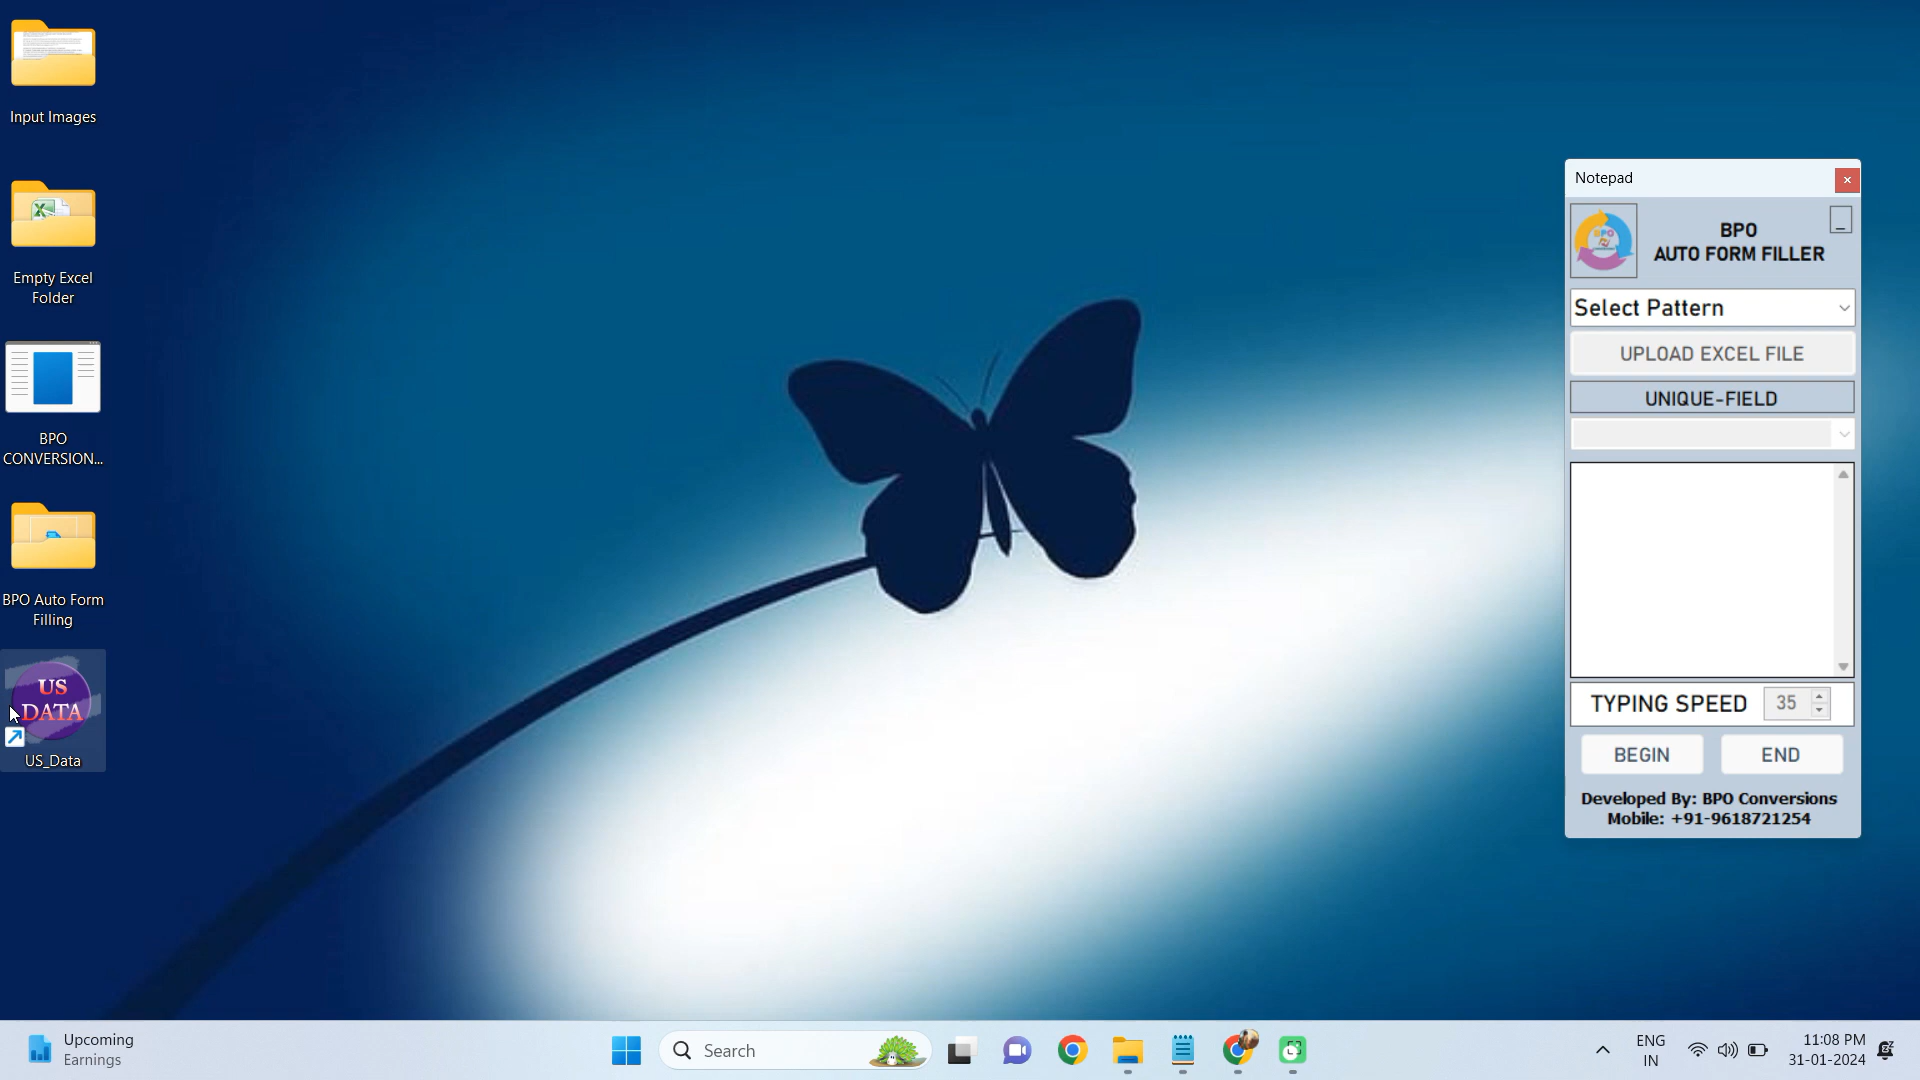 Input Images
Empty Excel
Folder
BPO
CONVERSION...
BPO Auto Form
Filling
US
DATA
US_Data
Notepad
BPO
BPO
AUTO FORM FILLER
Select Pattern
UPLOAD EXCEL FILE
UNIQUE-FIELD
TYPING SPEED 35
BEGIN END
Developed By: BPO Conversions
Mobile: +91-9618721254
Upcoming
Earnings
Search
ENG
IN
11:08 PM
31-01-2024